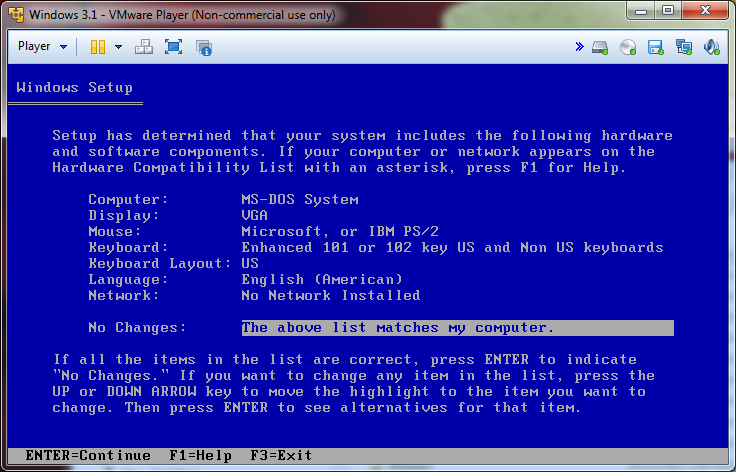 Windows 3.1 - VMware Player (Non-commercial use only)
Player
Windows Setup
Setup has determined that your system includes the following hardware
and software components. If your computer or network appears on the
Hardware Compatibility List with an asterisk, press F1 for Help.
Computer: MS-DOS System
Display: VGA
Mouse: Microsoft, or IBM PS/2
Keyboard: Enhanced 101 or 102 key US and Non US keyboards
Keyboard Layout: US
Language: English (American)
Network: No Network Installed
No Changes: The above list matches my computer.
If all the items in the list are correct, press ENTER to indicate
"No Changes." If you want to change any item in the list, press the
UP or DOWN ARROW key to move the highlight to the item you want to
change. Then press ENTER to see alternatives for that item.
ENTER=Continue F1=Help F3=Exit